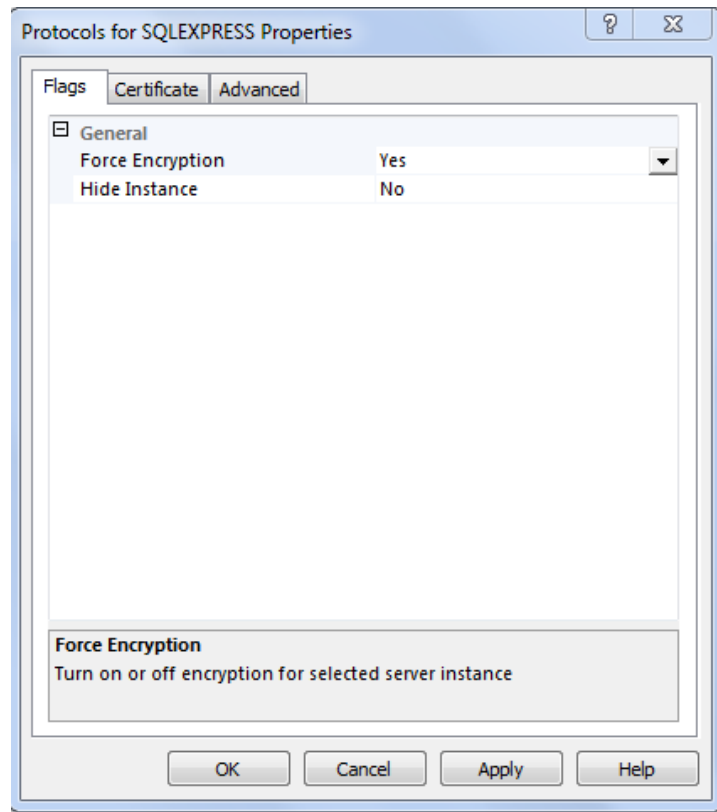 Protocols for SQLEXPRESS Properties
Flags Certificate Advanced
General
Force Encryption Yes
Hide Instance No
Force Encryption
Turn on or off encryption for selected server instance
OK Cancel Apply Help